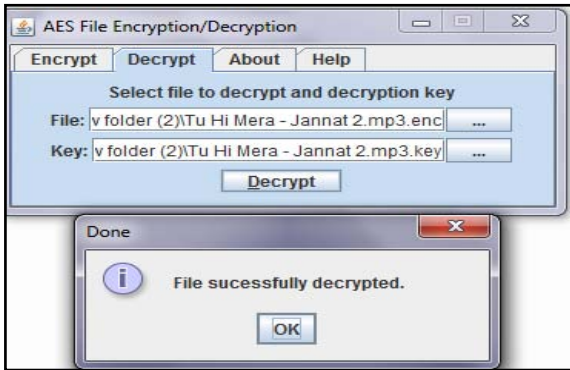 AES File Encryption/Decryption
Encrypt Decrypt About Help
Select file to decrypt and decryption key
File: v folder (2)\Tu Hi Mera - Jannat 2.mp3.enc ...
Key: v folder (2)\Tu Hi Mera - Jannat 2.mp3.key ...
Decrypt
Done
File sucessfully decrypted.
OK